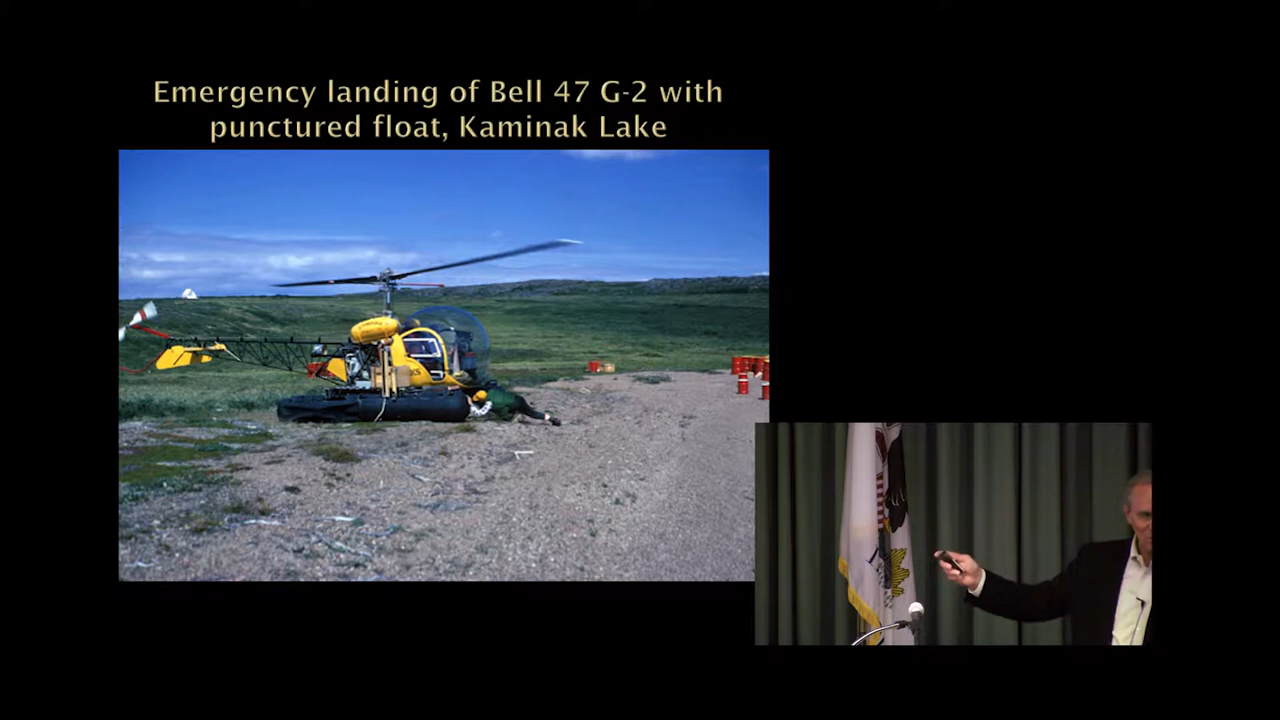 Emergency landing of Bell 47 G-2 with
punctured float, Kaminak Lake